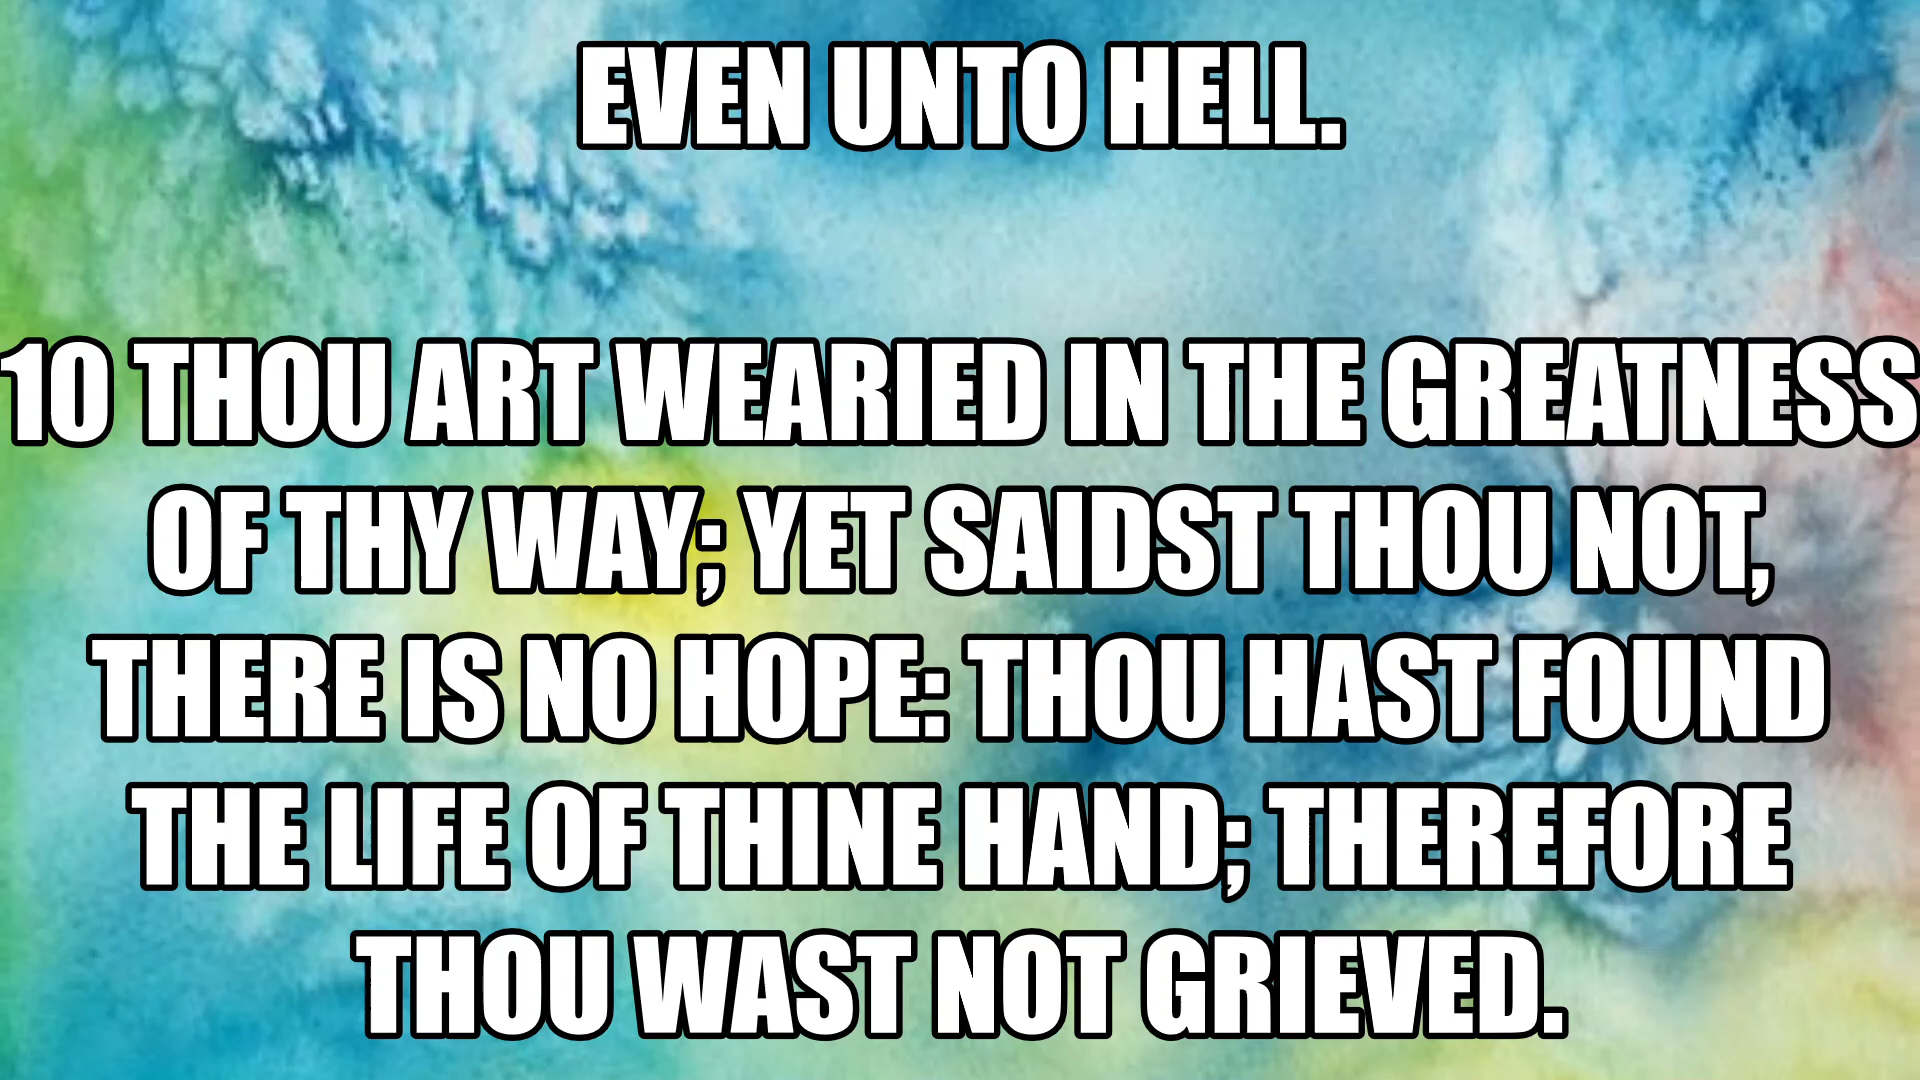 EVEN UNTO HELL.
10 THOU ART WEARIED IN THE GREATNESS
OF THY WAY; YET SAIDST THOU NOT,
THERE IS NO HOPE: THOU HAST FOUND
THE LIFE OF THINE HAND; THEREFORE
THOU WAST NOT GRIEVED.